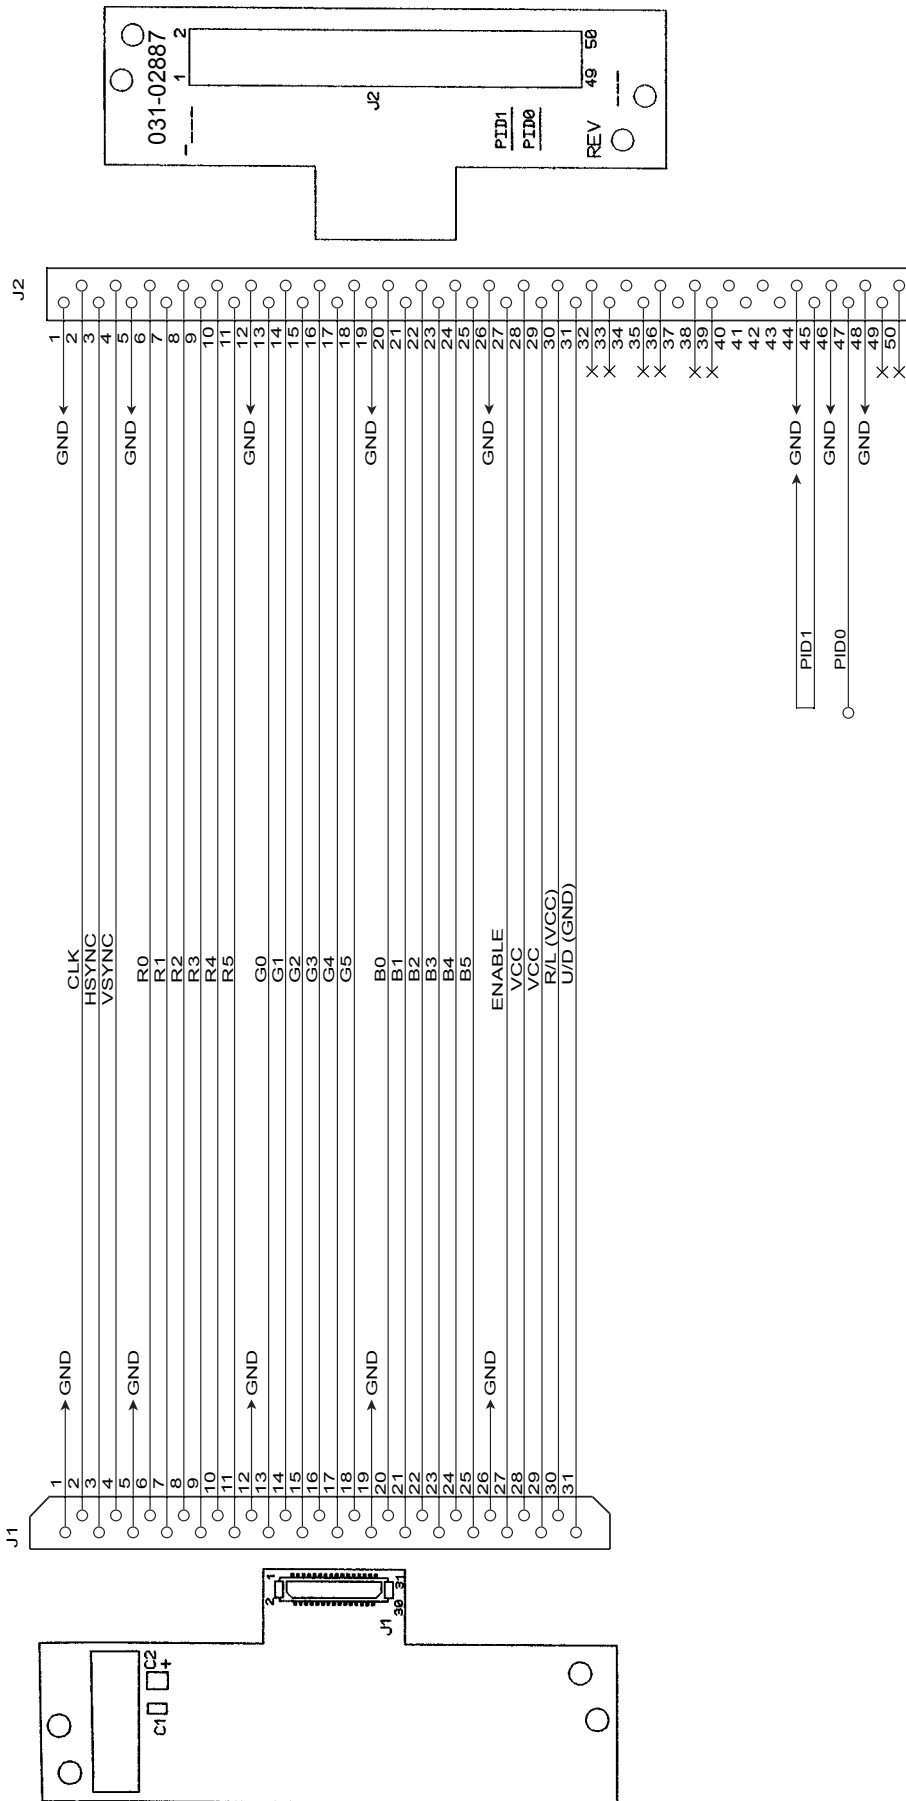 031-02887
-___
1
2
J2
49
50
PID1
PID0
REV ___
J2
1
2
3
4
5
6
7
8
9
10
11
12
13
14
15
16
17
18
19
20
21
22
23
24
25
26
27
28
29
30
31
32
33
34
35
36
37
38
39
40
41
42
43
44
45
46
47
48
49
50
GND
GND
GND
GND
GND
GND
GND
GND
PID1
PID0
CLK
HSYNC
VSYNC
R0
R1
R2
R3
R4
R5
G0
G1
G2
G3
G4
G5
B0
B1
B2
B3
B4
B5
ENABLE
VCC
VCC
R/L (VCC)
U/D (GND)
GND
GND
GND
GND
GND
J1
1
2
3
4
5
6
7
8
9
10
11
12
13
14
15
16
17
18
19
20
21
22
23
24
25
26
27
28
29
30
31
2
1
30
31
J1
C1
C2
+